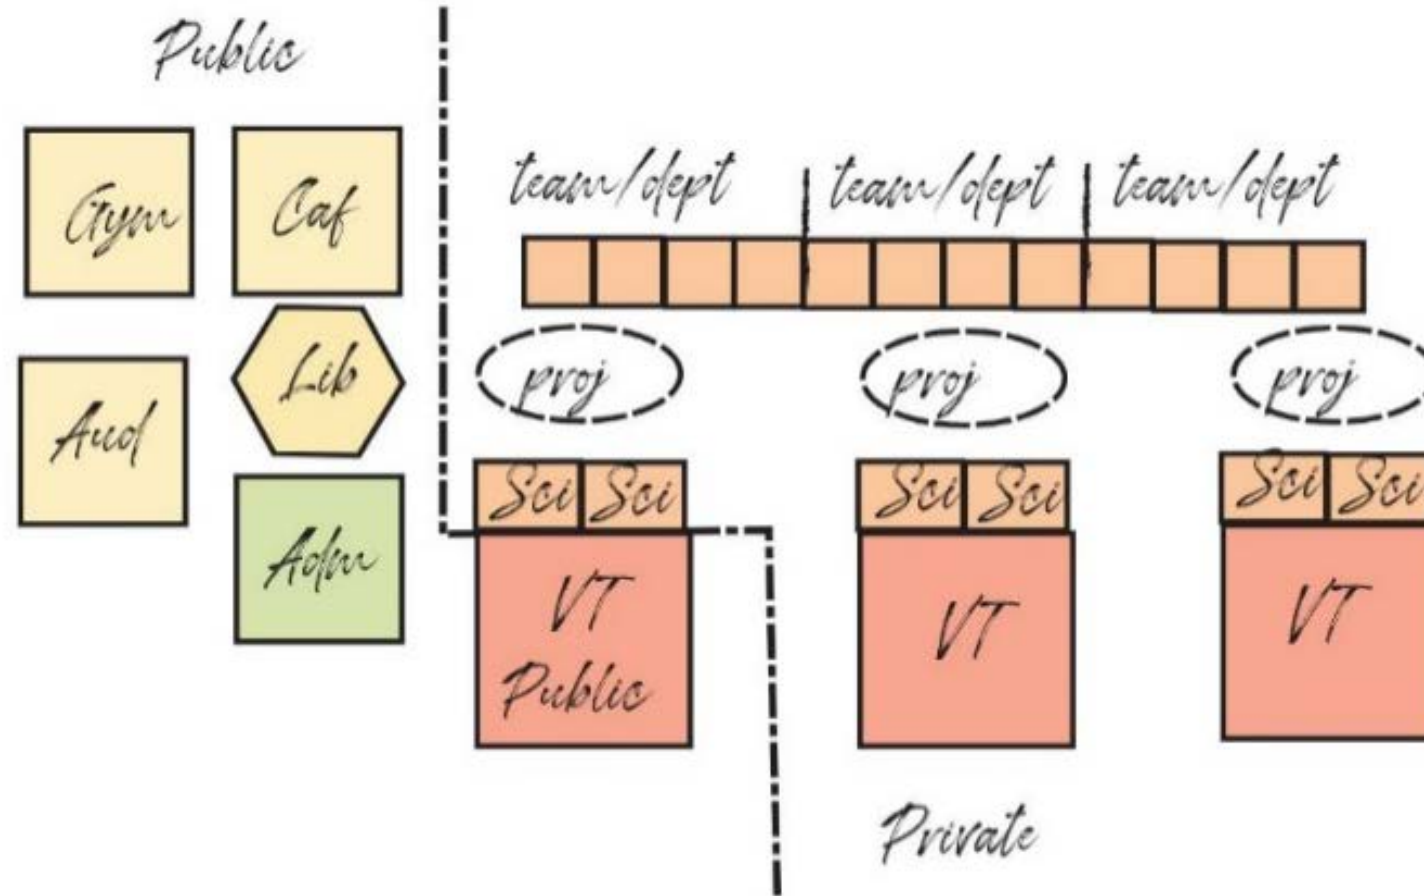 Public
Gym
Caf
team/dept
team/dept
team/dept
Lib
proj
proj
proj
Aud
Sci
Sci
Sci
Sci
Sci
Sci
Adm
VT
Public
VT
VT
Private